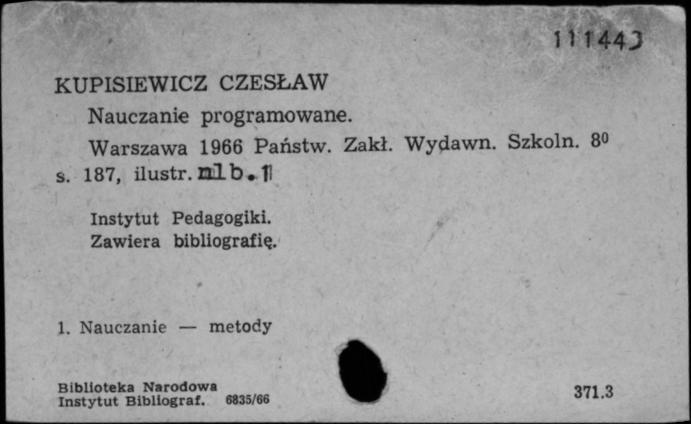 111443
KUPISIEWICZ CZESŁAW
Nauczanie programowane.
Warszawa 1966 Państw. Zakł. Wydawn. Szkoln. 8⁰
s. 187, ilustr. nlb. 1
Instytut Pedagogiki.
Zawiera bibliografię.
1. Nauczanie — metody
Biblioteka Narodowa
Instytut Bibliograf. 6835/66
371.3